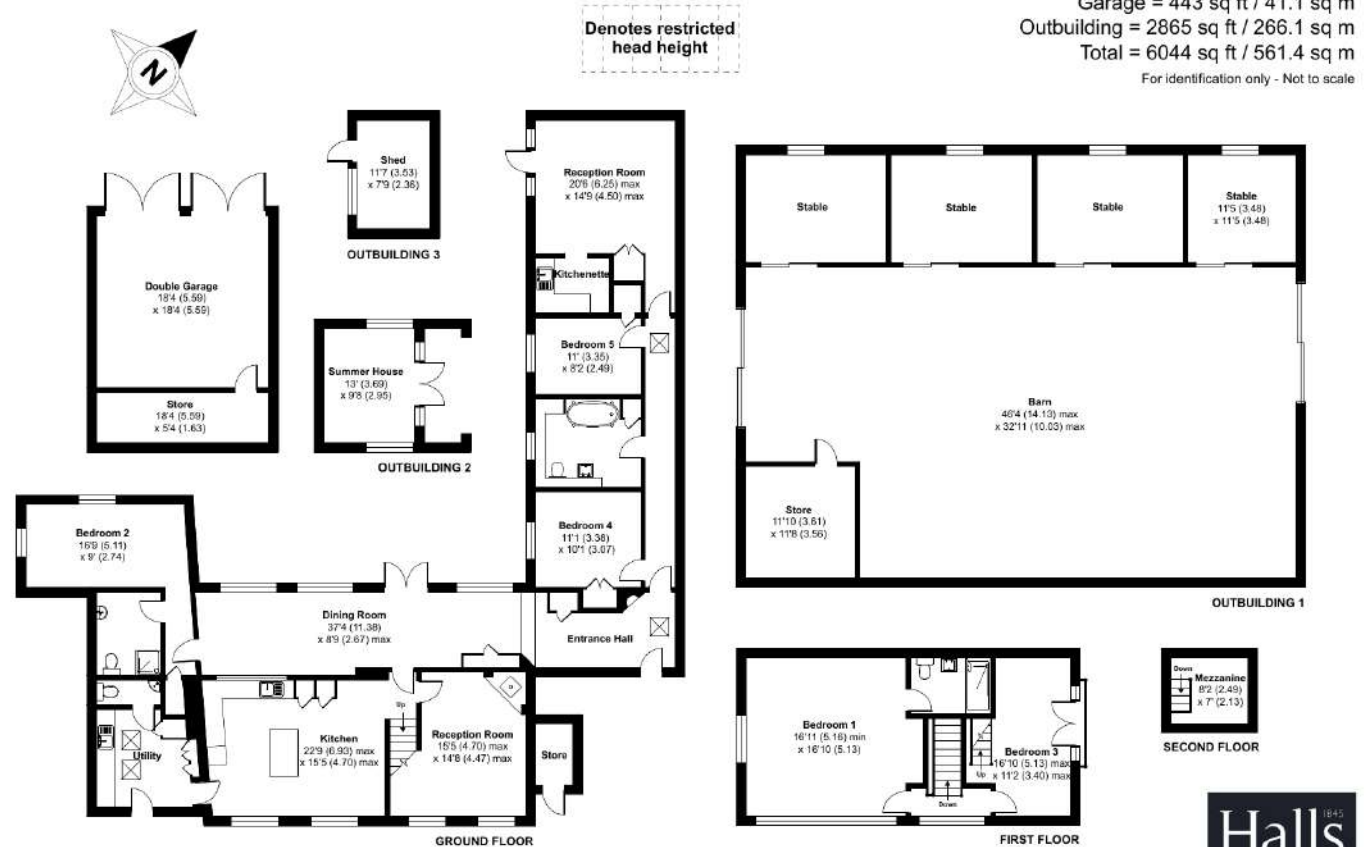 Garage = 443 sq ft / 41.1 sq m
Outbuilding = 2865 sq ft / 266.1 sq m
Total = 6044 sq ft / 561.4 sq m
For identification only - Not to scale
Denotes restricted
head height
N
Shed
11'7 (3.53)
x 7'9 (2.36)
OUTBUILDING 3
Double Garage
18'4 (5.59)
x 18'4 (5.59)
Store
18'4 (5.59)
x 5'4 (1.63)
Summer House
13' (3.69)
x 9'8 (2.95)
OUTBUILDING 2
Reception Room
20'6 (6.25) max
x 14'9 (4.50) max
Kitchenette
Bedroom 5
11' (3.35)
x 8'2 (2.49)
Bedroom 4
11'1 (3.38)
x 10'1 (3.07)
Entrance Hall
Bedroom 2
16'9 (5.11)
x 9' (2.74)
Dining Room
37'4 (11.38)
x 8'9 (2.67) max
Utility
Kitchen
22'9 (6.93) max
x 15'5 (4.70) max
Up
Reception Room
15'5 (4.70) max
x 14'8 (4.47) max
Store
GROUND FLOOR
Stable
Stable
Stable
Stable
11'5 (3.48)
x 11'5 (3.48)
Barn
46'4 (14.13) max
x 32'11 (10.03) max
Store
11'10 (3.61)
x 11'8 (3.56)
OUTBUILDING 1
Bedroom 1
16'11 (5.16) min
x 16'10 (5.13)
Down
Up
Bedroom 3
16'10 (5.13) max
x 11'2 (3.40) max
FIRST FLOOR
Down
Mezzanine
8'2 (2.49)
x 7' (2.13)
SECOND FLOOR
1845
Halls